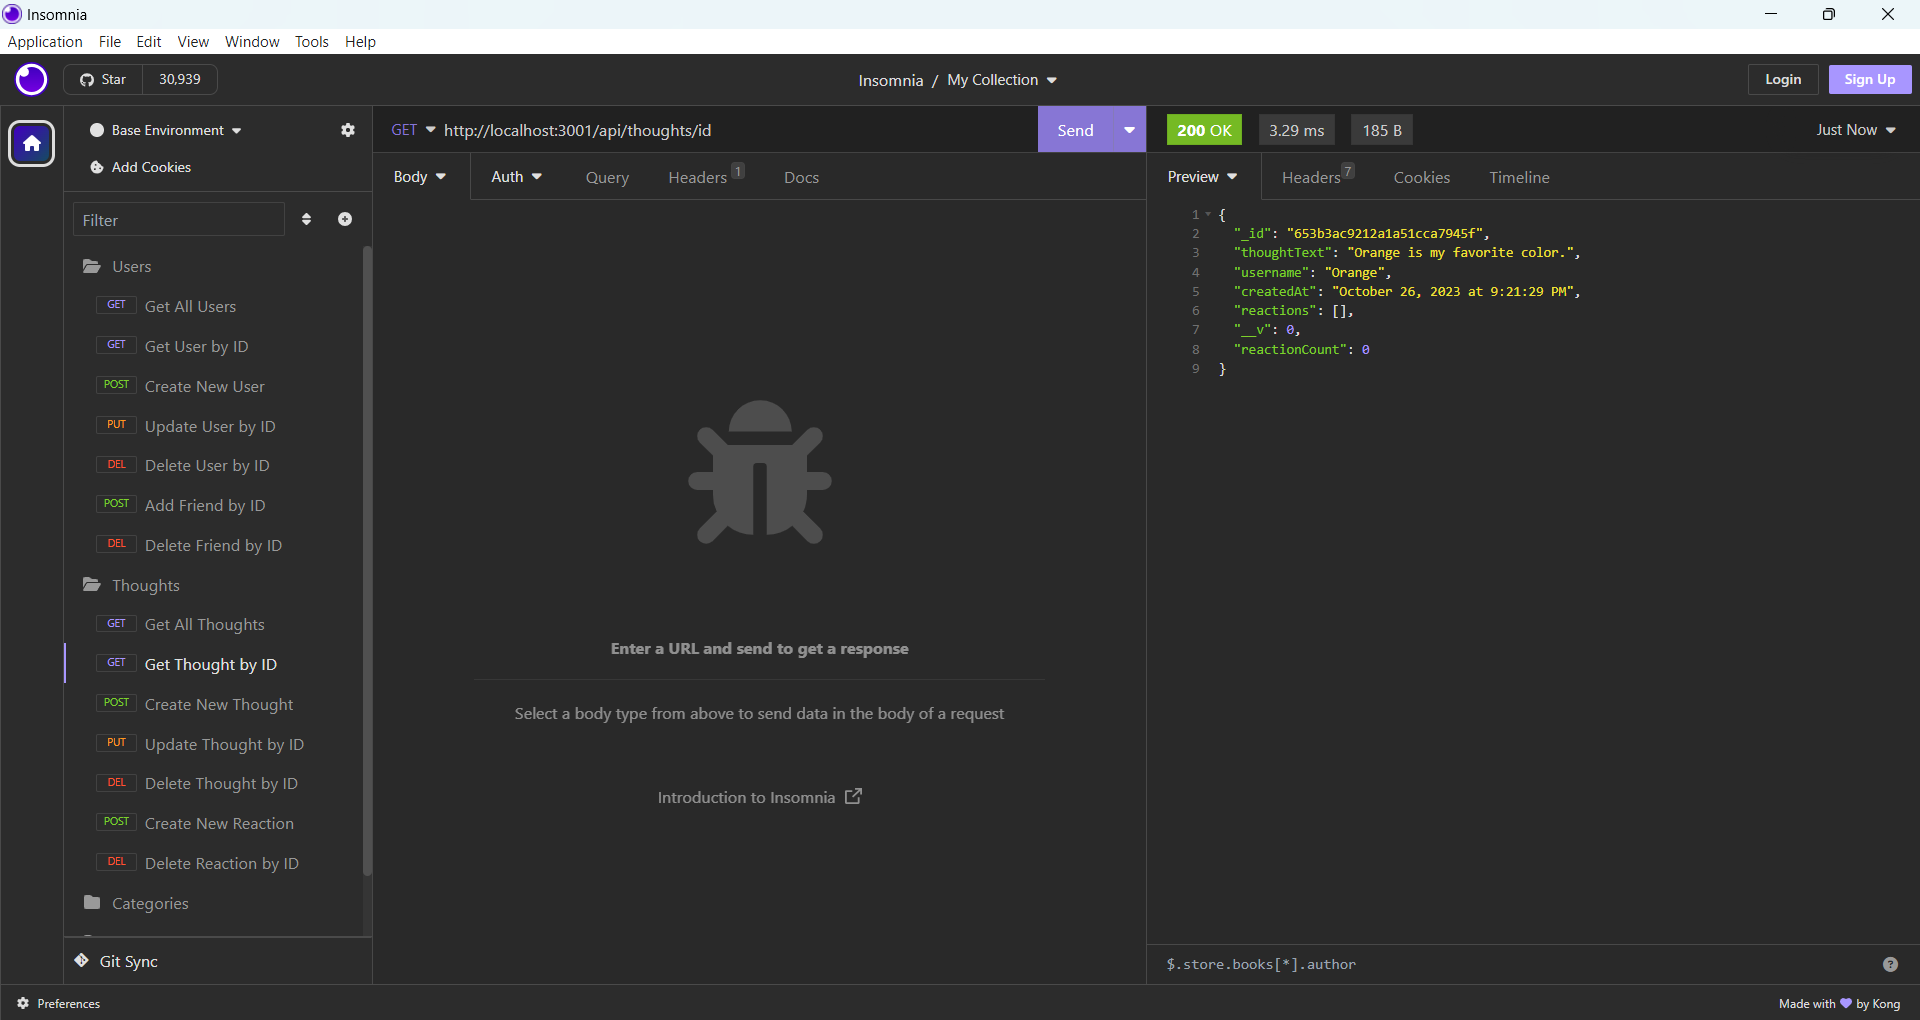 Insomnia
Application File Edit View Window Tools Help
Star 30,939
Insomnia / My Collection
Login Sign Up
Base Environment
Add Cookies
Filter
Users
GET Get All Users
GET Get User by ID
POST Create New User
PUT Update User by ID
DEL Delete User by ID
POST Add Friend by ID
DEL Delete Friend by ID
Thoughts
GET Get All Thoughts
GET Get Thought by ID
POST Create New Thought
PUT Update Thought by ID
DEL Delete Thought by ID
POST Create New Reaction
DEL Delete Reaction by ID
Categories
Git Sync
GET http://localhost:3001/api/thoughts/id Send
Body Auth Query Headers 1 Docs
Enter a URL and send to get a response
Select a body type from above to send data in the body of a request
Introduction to Insomnia
200 OK 3.29 ms 185 B Just Now
Preview Headers 7 Cookies Timeline
1 {
2 "_id": "653b3ac9212a1a51cca7945f",
3 "thoughtText": "Orange is my favorite color.",
4 "username": "Orange",
5 "createdAt": "October 26, 2023 at 9:21:29 PM",
6 "reactions": [],
7 "__v": 0,
8 "reactionCount": 0
9 }
$.store.books[*].author ?
Preferences
Made with 💜 by Kong